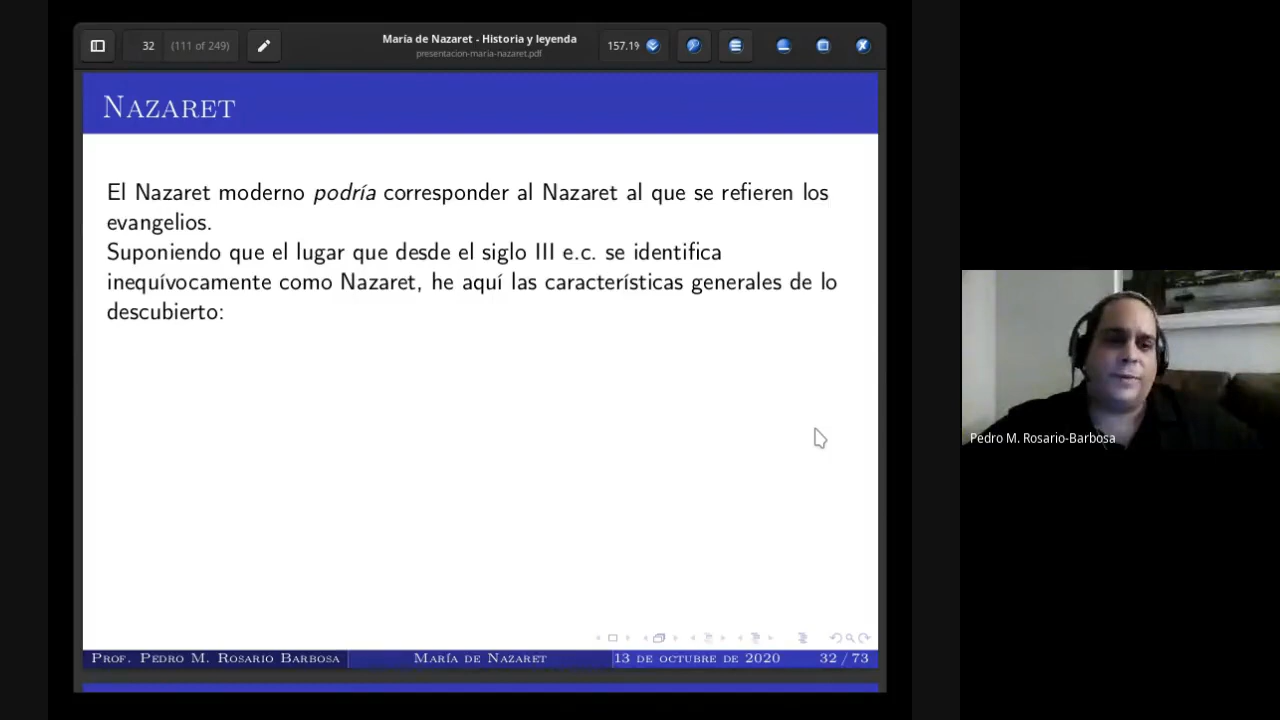 32 (111 of 249)
María de Nazaret - Historia y leyenda
presentacion-maria-nazaret.pdf
157.19
Nazaret
El Nazaret moderno podría corresponder al Nazaret al que se refieren los
evangelios.
Suponiendo que el lugar que desde el siglo III e.c. se identifica
inequívocamente como Nazaret, he aquí las características generales de lo
descubierto:
Pedro M. Rosario-Barbosa
Prof. Pedro M. Rosario Barbosa María de Nazaret 13 de octubre de 2020 32 / 73